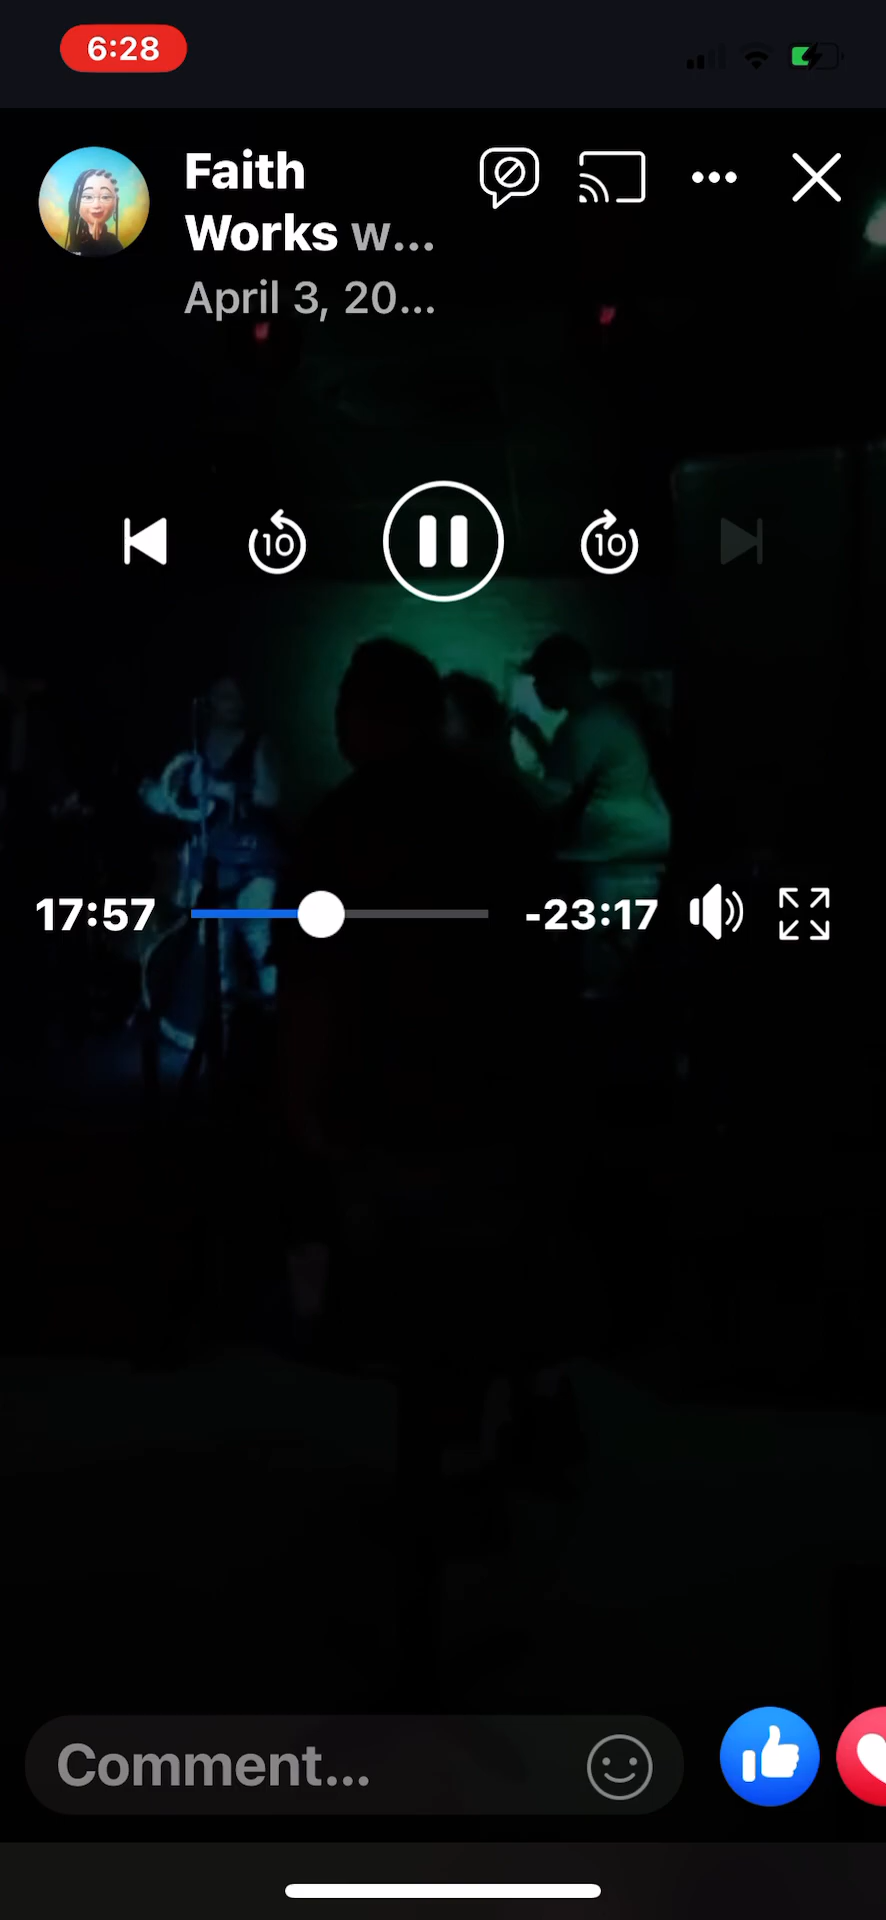 6:28
Faith
Works w...
April 3, 20...
10
10
17:57
-23:17
Comment...